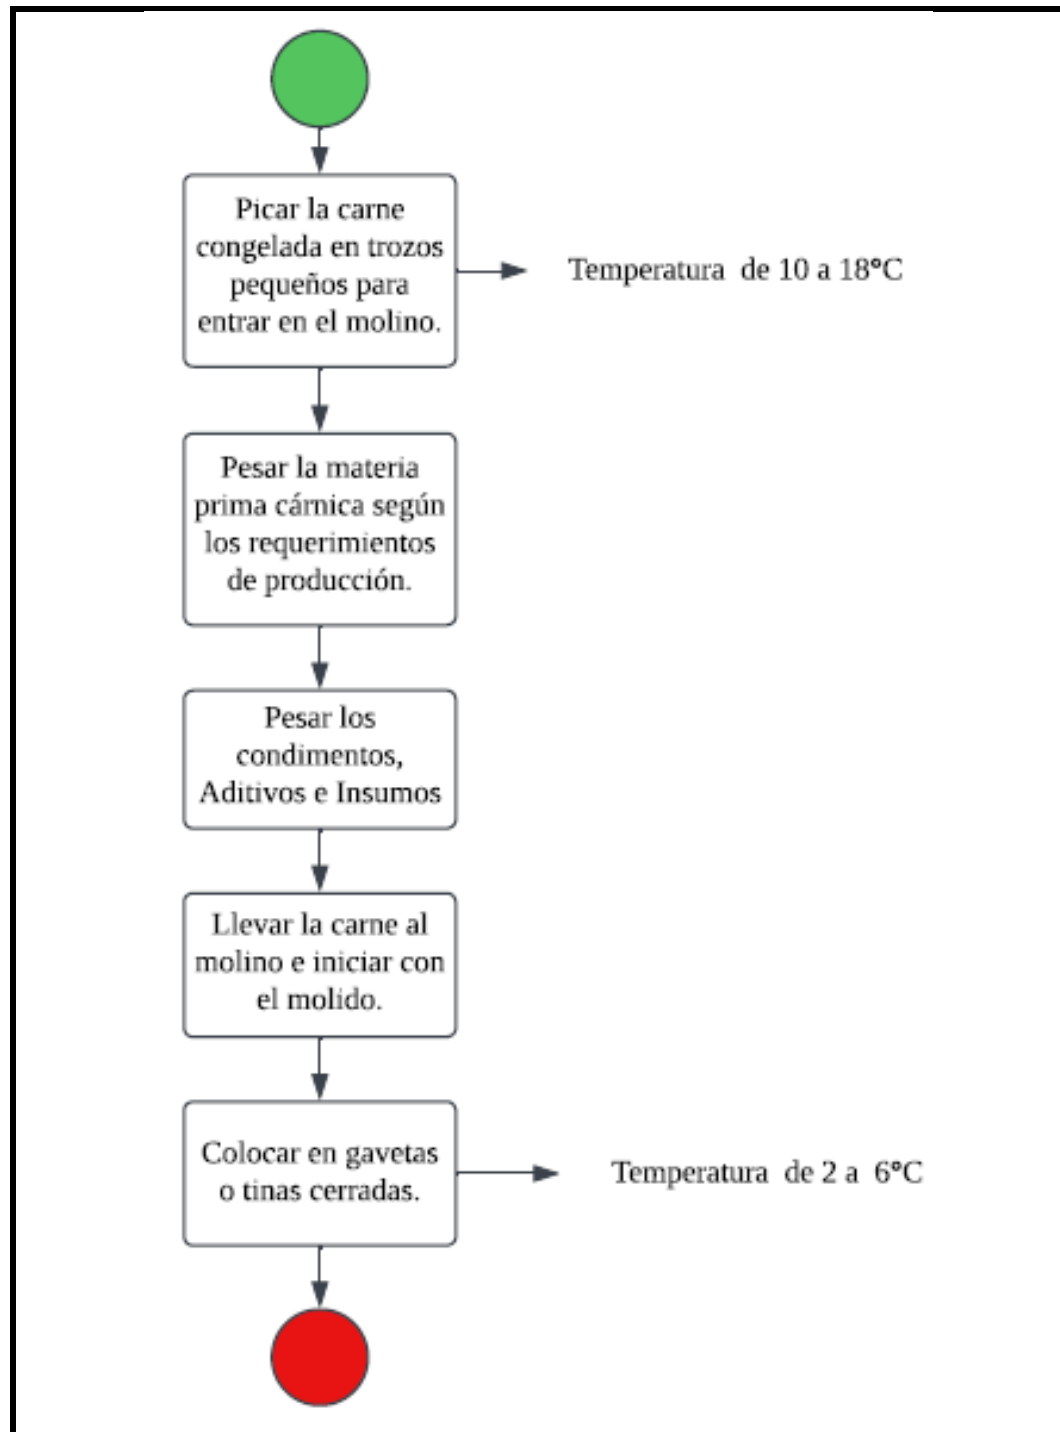 Picar la carne
congelada en trozos
pequeños para
entrar en el molino.
Temperatura de 10 a 18°C
Pesar la materia
prima cárnica según
los requerimientos
de producción.
Pesar los
condimentos,
Aditivos e Insumos
Llevar la carne al
molino e iniciar con
el molido.
Colocar en gavetas
o tinas cerradas.
Temperatura de 2 a 6°C